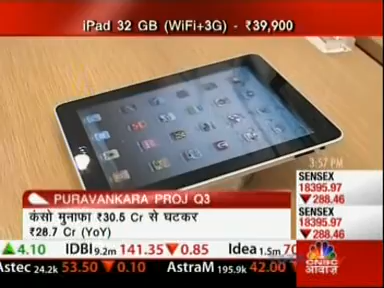 iPad 32 GB (WiFi+3G) - ₹39,900
3:57 PM
SENSEX
18395.97
▼288.46
SENSEX
18395.97
▼288.46
PURAVANKARA PROJ Q3
कंसो मुनाफा ₹30.5 Cr से घटकर
₹28.7 Cr (YoY)
▲4.10 IDBI 9.2m 141.35 ▼0.85 Idea 1.5m 70
Astec 24.2k 53.50 ▼0.10 AstraM 195.9k 42.00
CNBC
आवाज़